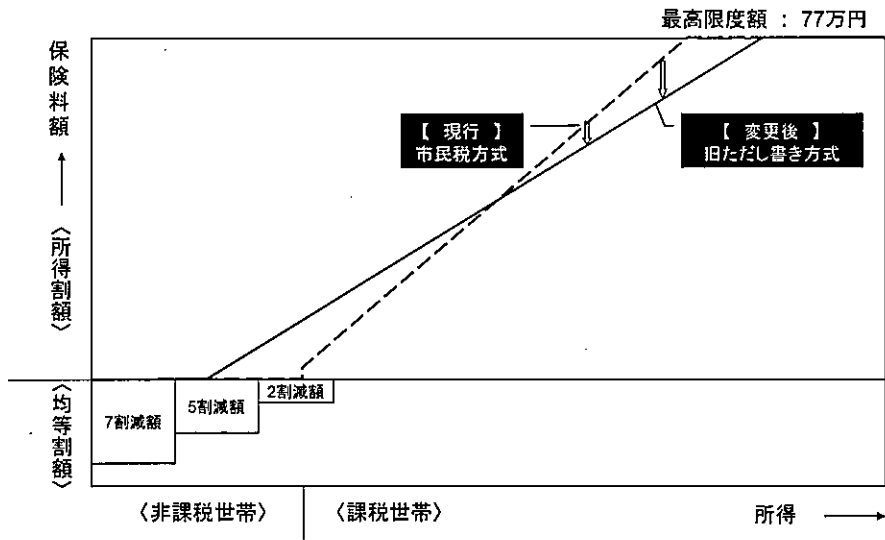 最高限度額 : 77万円
保険料額
〈所得割額〉
【 現行 】
市民税方式
【 変更後 】
旧ただし書き方式
〈均等割額〉
7割減額
5割減額
2割減額
〈非課税世帯〉
〈課税世帯〉
所得